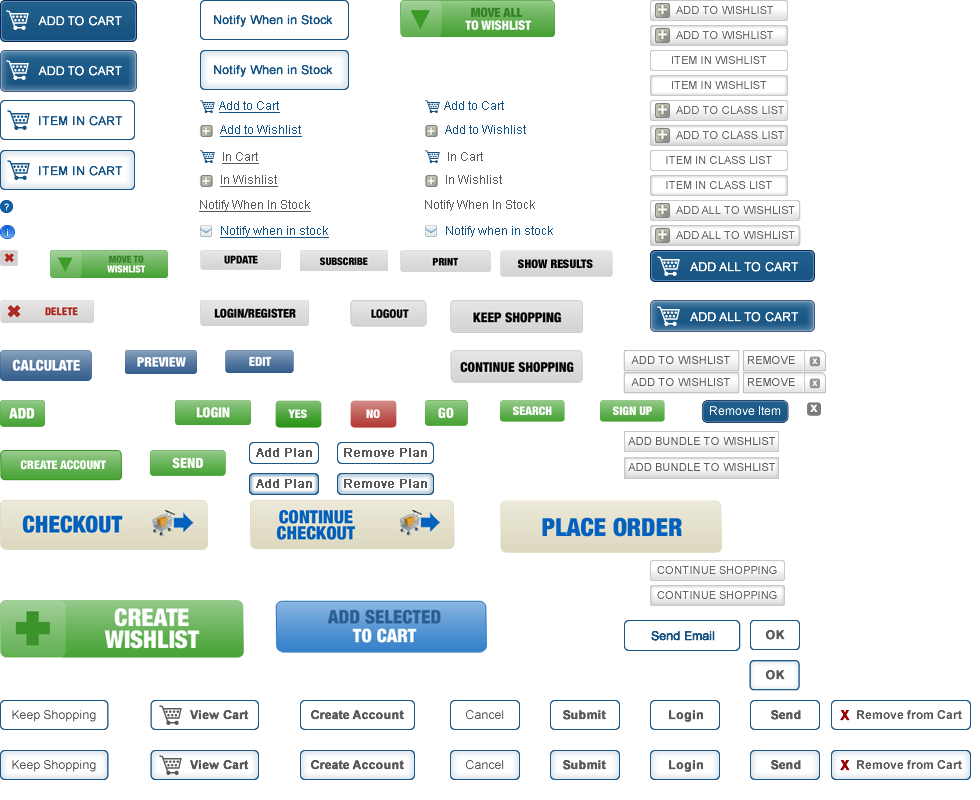 ADD TO CART
Notify When in Stock
MOVE ALL
TO WISHLIST
ADD TO WISHLIST
ADD TO WISHLIST
ADD TO CART
Notify When in Stock
ITEM IN WISHLIST
ITEM IN WISHLIST
ITEM IN CART
Add to Cart
Add to Cart
ADD TO CLASS LIST
Add to Wishlist
Add to Wishlist
ADD TO CLASS LIST
ITEM IN CART
In Cart
In Cart
ITEM IN CLASS LIST
In Wishlist
In Wishlist
ITEM IN CLASS LIST
?
Notify When In Stock
Notify When In Stock
ADD ALL TO WISHLIST
i
Notify when in stock
Notify when in stock
ADD ALL TO WISHLIST
MOVE TO
WISHLIST
UPDATE
SUBSCRIBE
PRINT
SHOW RESULTS
ADD ALL TO CART
DELETE
LOGIN/REGISTER
LOGOUT
KEEP SHOPPING
ADD ALL TO CART
CALCULATE
PREVIEW
EDIT
CONTINUE SHOPPING
ADD TO WISHLIST
REMOVE
x
ADD TO WISHLIST
REMOVE
x
ADD
LOGIN
YES
NO
GO
SEARCH
SIGN UP
Remove Item
X
CREATE ACCOUNT
SEND
Add Plan
Remove Plan
ADD BUNDLE TO WISHLIST
Add Plan
Remove Plan
ADD BUNDLE TO WISHLIST
CHECKOUT
CONTINUE
CHECKOUT
PLACE ORDER
CONTINUE SHOPPING
CONTINUE SHOPPING
CREATE
WISHLIST
ADD SELECTED
TO CART
Send Email
OK
OK
Keep Shopping
View Cart
Create Account
Cancel
Submit
Login
Send
X Remove from Cart
Keep Shopping
View Cart
Create Account
Cancel
Submit
Login
Send
X Remove from Cart